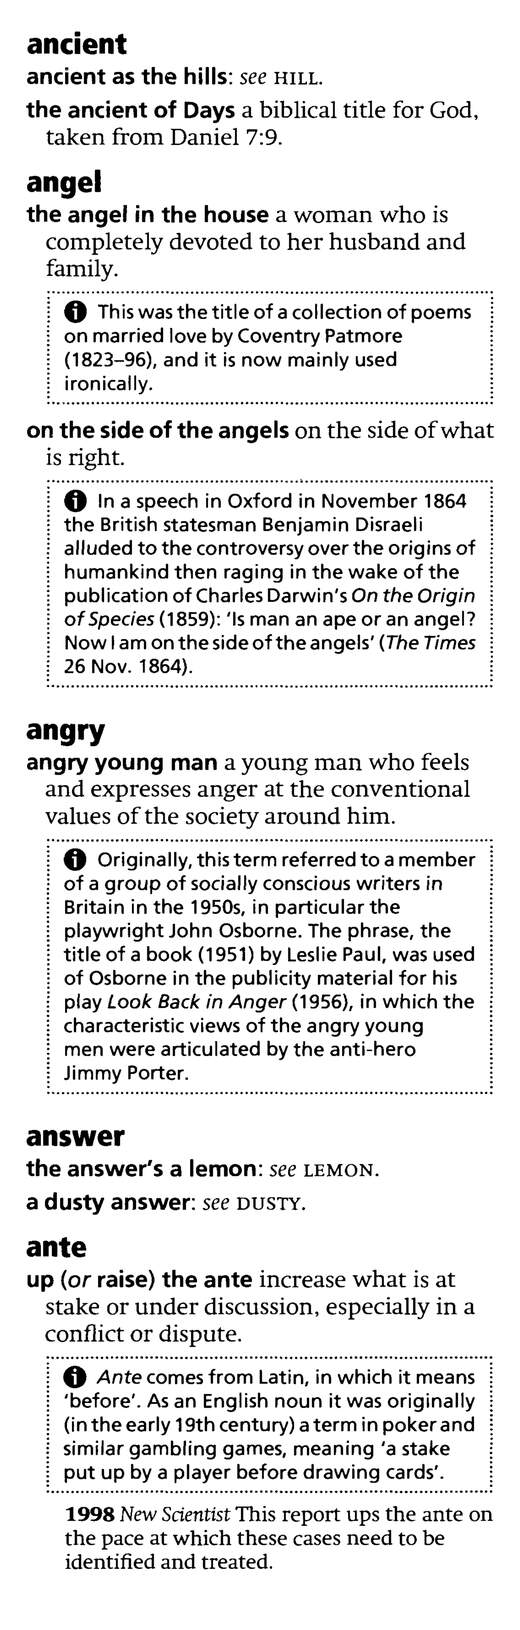 ancient
ancient as the hills: see HILL.
the ancient of Days a biblical title for God,
taken from Daniel 7:9.
angel
the angel in the house a woman who is
completely devoted to her husband and
family.
This was the title of a collection of poems
on married love by Coventry Patmore
(1823–96), and it is now mainly used
ironically.
on the side of the angels on the side of what
is right.
In a speech in Oxford in November 1864
the British statesman Benjamin Disraeli
alluded to the controversy over the origins of
humankind then raging in the wake of the
publication of Charles Darwin's On the Origin
of Species (1859): 'Is man an ape or an angel?
Now I am on the side of the angels' (The Times
26 Nov. 1864).
angry
angry young man a young man who feels
and expresses anger at the conventional
values of the society around him.
Originally, this term referred to a member
of a group of socially conscious writers in
Britain in the 1950s, in particular the
playwright John Osborne. The phrase, the
title of a book (1951) by Leslie Paul, was used
of Osborne in the publicity material for his
play Look Back in Anger (1956), in which the
characteristic views of the angry young
men were articulated by the anti-hero
Jimmy Porter.
answer
the answer's a lemon: see LEMON.
a dusty answer: see DUSTY.
ante
up (or raise) the ante increase what is at
stake or under discussion, especially in a
conflict or dispute.
Ante comes from Latin, in which it means
'before'. As an English noun it was originally
(in the early 19th century) a term in poker and
similar gambling games, meaning 'a stake
put up by a player before drawing cards'.
1998 New Scientist This report ups the ante on
the pace at which these cases need to be
identified and treated.